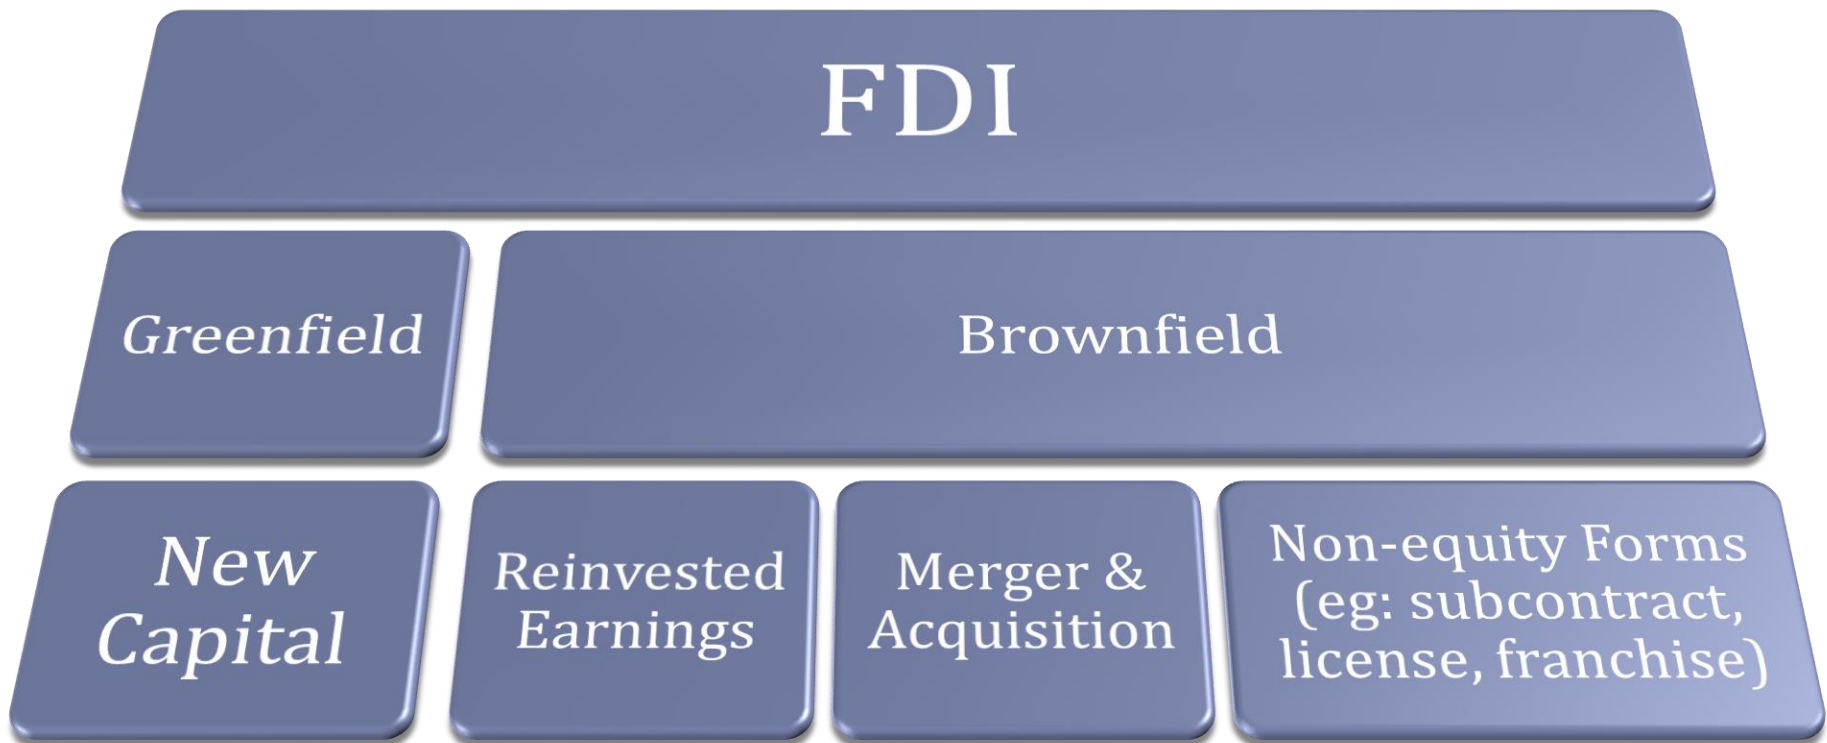 FDI
Greenfield
Brownfield
New
Capital
Reinvested
Earnings
Merger &
Acquisition
Non-equity Forms
(eg: subcontract,
license, franchise)